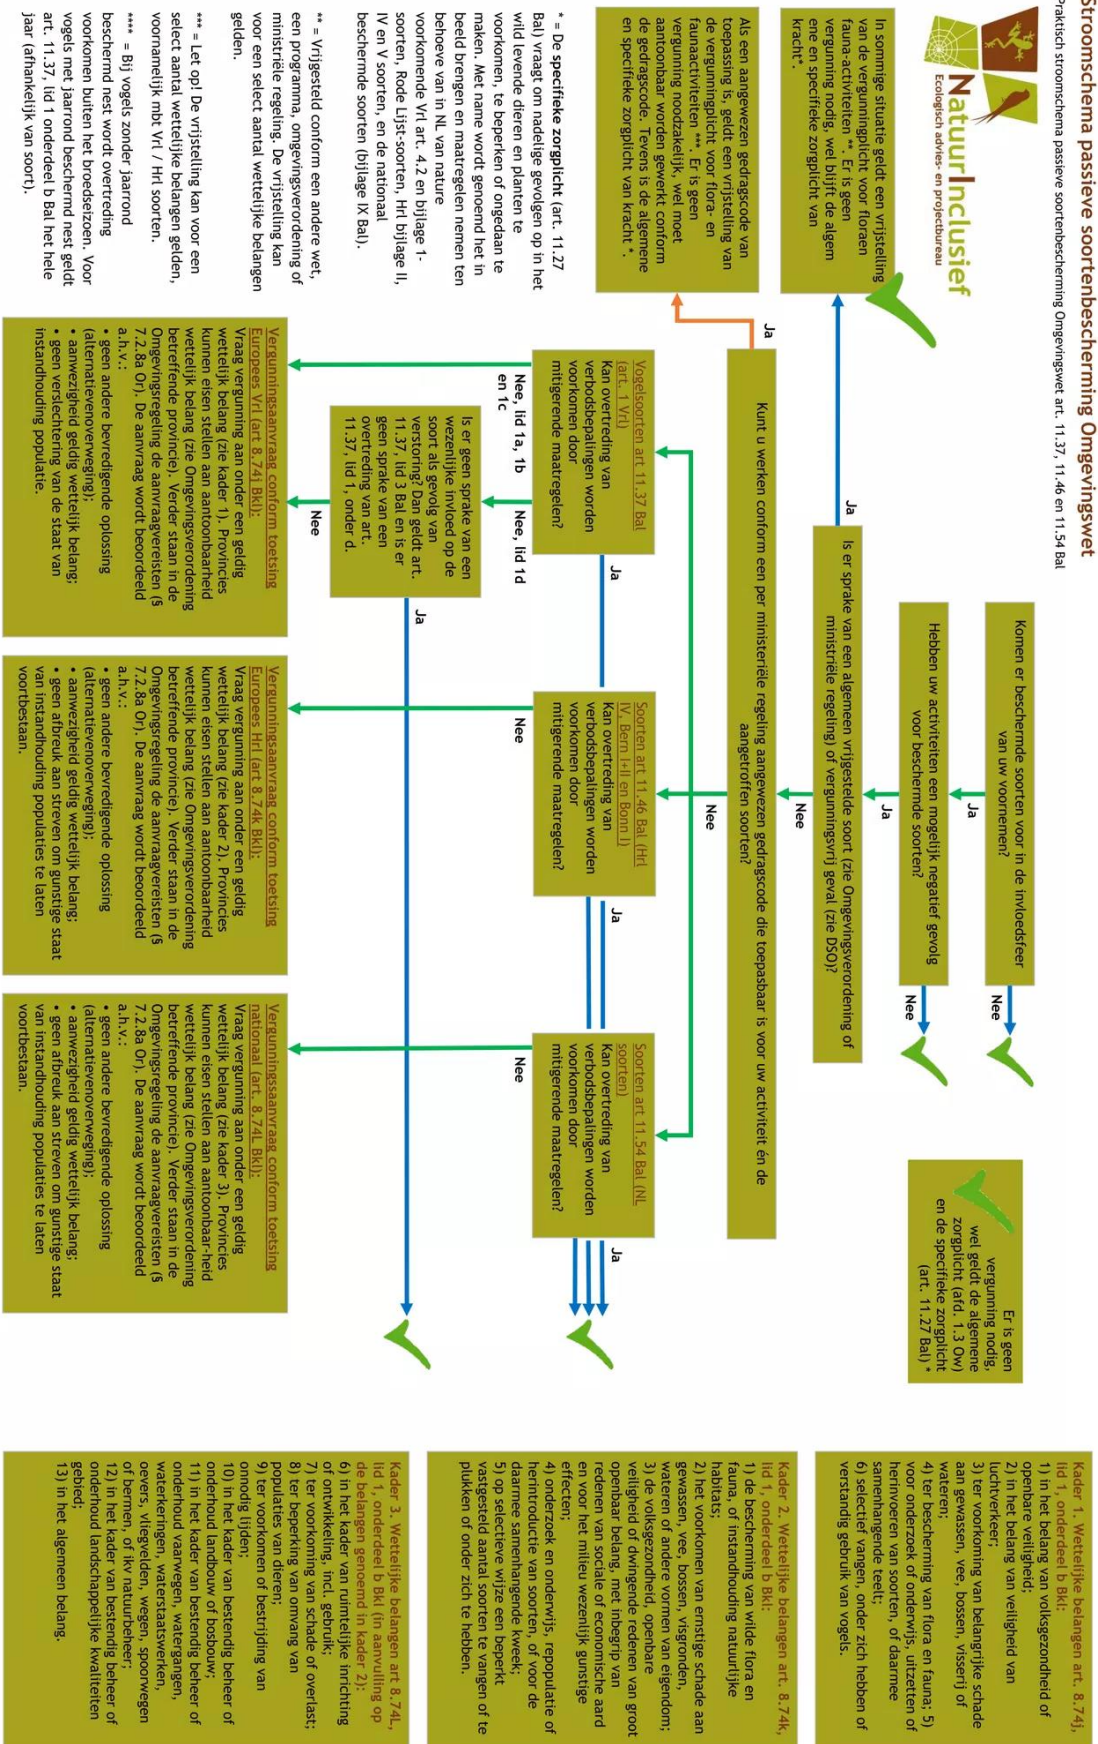 Stroomschema passieve soortenbescherming Omgevingswet
Praktisch stroomschema passieve soortenbescherming Omgevingswet art. 11.37, 11.46 en 11.54 Bal
NatuurInclusief
Ecologisch advies- en projectbureau
Komen er beschermde soorten voor in de invloedsfeer
van uw voornemen?
Nee
Ja
Hebben uw activiteiten een mogelijk negatief gevolg
voor beschermde soorten?
Nee
Ja
Er is geen
vergunning nodig,
wel geldt de algemene
zorgplicht (afd. 1.3 Ow)
en de specifieke zorgplicht
(art. 11.27 Bal) *
Is er sprake van een algemeen vrijgestelde soort (zie Omgevingsverordening of
ministriële regeling) of vergunningsvrij geval (zie DSO)?
Ja
Nee
In sommige situatie geldt een vrijstelling
van de vergunningplicht voor floraen
fauna-activiteiten **. Er is geen
vergunning nodig, wel blijft de algem
ene en specifieke zorgplicht van
kracht*.
Kunt u werken conform een per ministeriële regeling aangewezen gedragscode die toepasbaar is voor uw activiteit én de
aangetroffen soorten?
Ja
Nee
Als een aangewezen gedragscode van
toepassing is, geldt een vrijstelling van
de vergunningplicht voor flora- en
faunaactiviteiten ***. Er is geen
vergunning noodzakelijk, wel moet
aantoonbaar worden gewerkt conform
de gedragscode. Tevens is de algemene
en specifieke zorgplicht van kracht *.
Vogelsoorten art 11.37 Bal
(art. 1 Vrl)
Kan overtreding van
verbodsbepalingen worden
voorkomen door
mitigerende maatregelen?
Ja
Soorten art 11.46 Bal (Hrl
IV, Bern I+II en Bonn I)
Kan overtreding van
verbodsbepalingen worden
voorkomen door
mitigerende maatregelen?
Ja
Soorten art 11.54 Bal (NL
soorten)
Kan overtreding van
verbodsbepalingen worden
voorkomen door
mitigerende maatregelen?
Ja
Nee, lid 1a, 1b
en 1c
Nee, lid 1d
Nee
Nee
Is er geen sprake van een
wezenlijke invloed op de
soort als gevolg van
verstoring? Dan geldt art.
11.37, lid 3 Bal en is er
geen sprake van een
overtreding van art.
11.37, lid 1, onder d.
Ja
Nee
Vergunningsaanvraag conform toetsing
Europees Vrl (art 8.74j Bkl):
Vraag vergunning aan onder een geldig
wettelijk belang (zie kader 1). Provincies
kunnen eisen stellen aan aantoonbaarheid
wettelijk belang (zie Omgevingsverordening
betreffende provincie). Verder staan in de
Omgevingsregeling de aanvraagvereisten (§
7.2.8a Or). De aanvraag wordt beoordeeld
a.h.v.:
• geen andere bevredigende oplossing
(alternatievenoverweging);
• aanwezigheid geldig wettelijk belang;
• geen verslechtering van de staat van
instandhouding populatie.
Vergunningsaanvraag conform toetsing
Europees Hrl (art 8.74k Bkl):
Vraag vergunning aan onder een geldig
wettelijk belang (zie kader 2). Provincies
kunnen eisen stellen aan aantoonbaarheid
wettelijk belang (zie Omgevingsverordening
betreffende provincie). Verder staan in de
Omgevingsregeling de aanvraagvereisten (§
7.2.8a Or). De aanvraag wordt beoordeeld
a.h.v.:
• geen andere bevredigende oplossing
(alternatievenoverweging);
• aanwezigheid geldig wettelijk belang;
• geen afbreuk aan streven om gunstige staat
van instandhouding populaties te laten
voortbestaan.
Vergunningssaanvraag conform toetsing
nationaal (art. 8.74L Bkl):
Vraag vergunning aan onder een geldig
wettelijk belang (zie kader 3). Provincies
kunnen eisen stellen aan aantoonbaar-heid
wettelijk belang (zie Omgevingsverordening
betreffende provincie). Verder staan in de
Omgevingsregeling de aanvraagvereisten (§
7.2.8a Or). De aanvraag wordt beoordeeld
a.h.v.:
• geen andere bevredigende oplossing
(alternatievenoverweging);
• aanwezigheid geldig wettelijk belang;
• geen afbreuk aan streven om gunstige staat
van instandhouding populaties te laten
voortbestaan.
* = De specifieke zorgplicht (art. 11.27
Bal) vraagt om nadelige gevolgen op in het
wild levende dieren en planten te
voorkomen, te beperken of ongedaan te
maken. Met name wordt genoemd het in
beeld brengen en maatregelen nemen ten
behoeve van in NL van nature
voorkomende Vrl art. 4.2 en bijlage 1-
soorten, Rode Lijst-soorten, Hrl bijlage II,
IV en V soorten, en de nationaal
beschermde soorten (bijlage IX Bal).
** = Vrijgesteld conform een andere wet,
een programma, omgevingsverordening of
ministriële regeling. De vrijstelling kan
voor een select aantal wettelijke belangen
gelden.
*** = Let op! De vrijstelling kan voor een
select aantal wettelijke belangen gelden,
voornamelijk mbt Vrl / Hrl soorten.
**** = Bij vogels zonder jaarrond
beschermd nest wordt overtreding
voorkomen buiten het broedseizoen. Voor
vogels met jaarrond beschermd nest geldt
art. 11.37, lid 1 onderdeel b Bal het hele
jaar (afhankelijk van soort).
Kader 1. Wettelijke belangen art. 8.74j,
lid 1, onderdeel b Bkl:
1) in het belang van volksgezondheid of
openbare veiligheid;
2) in het belang van veiligheid van
luchtverkeer;
3) ter voorkoming van belangrijke schade
aan gewassen, vee, bossen, visserij of
wateren;
4) ter bescherming van flora en fauna; 5)
voor onderzoek of onderwijs, uitzetten of
herinvoeren van soorten, of daarmee
samenhangende teelt;
6) selectief vangen, onder zich hebben of
verstandig gebruik van vogels.
Kader 2. Wettelijke belangen art. 8.74k,
lid 1, onderdeel b Bkl:
1) de bescherming van wilde flora en
fauna, of instandhouding natuurlijke
habitats;
2) het voorkomen van ernstige schade aan
gewassen, vee, bossen, visgronden,
wateren of andere vormen van eigendom;
3) de volksgezondheid, openbare
veiligheid of dwingende redenen van groot
openbaar belang, met inbegrip van
redenen van sociale of economische aard
en voor het milieu wezenlijk gunstige
effecten;
4) onderzoek en onderwijs, repopulatie of
herintroductie van soorten, of voor de
daarmee samenhangende kweek;
5) op selectieve wijze een beperkt
vastgesteld aantal soorten te vangen of te
plukken of onder zich te hebben.
Kader 3. Wettelijke belangen art 8.74L,
lid 1, onderdeel b Bkl (in aanvulling op
de belangen genoemd in kader 2):
6) in het kader van ruimtelijke inrichting
of ontwikkeling, incl. gebruik;
7) ter voorkoming van schade of overlast;
8) ter beperking van omvang van
populaties van dieren;
9) ter voorkomen of bestrijding van
onnodig lijden;
10) in het kader van bestendig beheer of
onderhoud landbouw of bosbouw;
11) in het kader van bestendig beheer of
onderhoud vaarwegen, watergangen,
waterkeringen, waterstaatswerken,
oevers, vliegvelden, wegen, spoorwegen
of bermen, of ikv natuurbeheer;
12) in het kader van bestendig beheer of
onderhoud landschappelijke kwaliteiten
gebied;
13) in het algemeen belang.